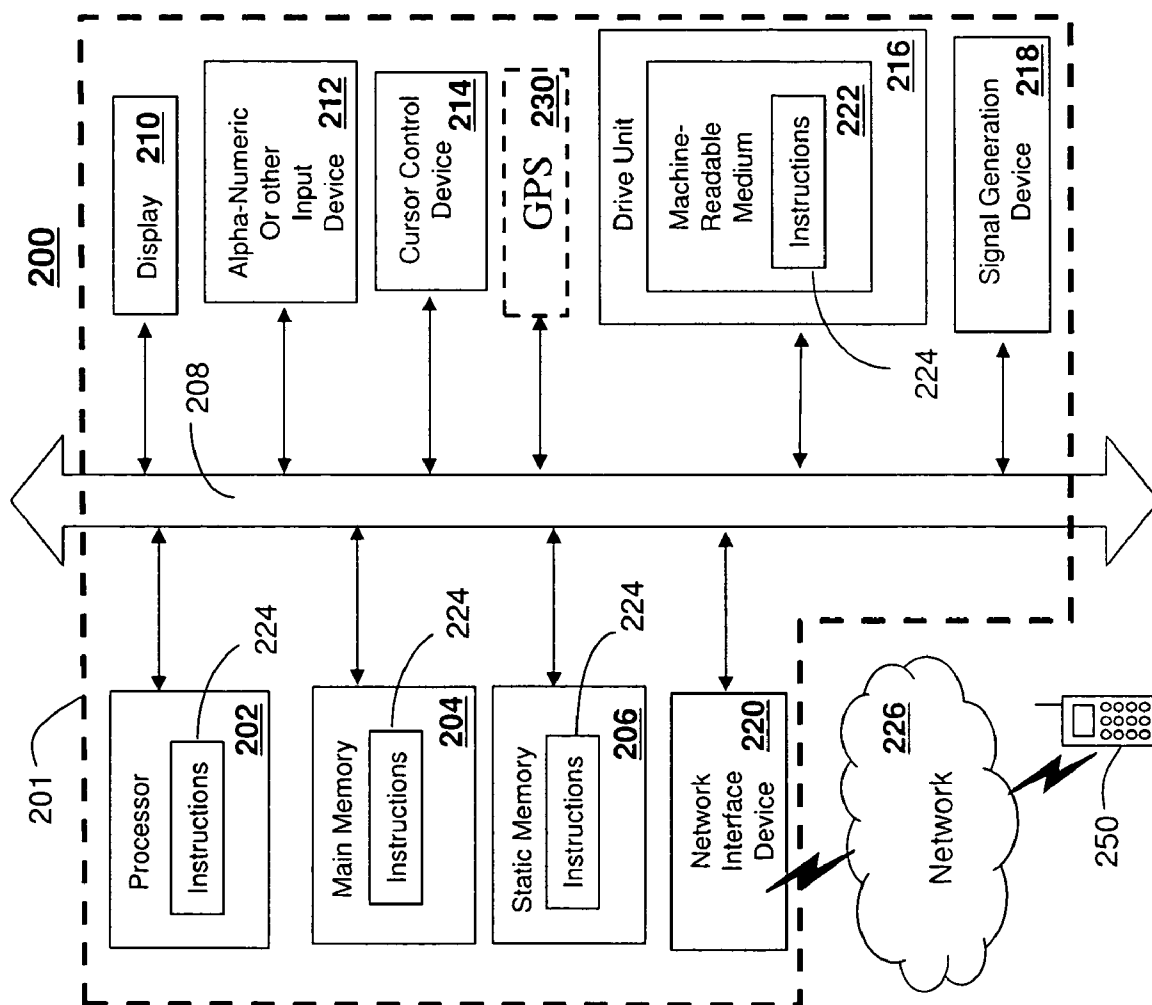 200
201
Processor
Instructions
202
224
Main Memory
Instructions
204
224
Static Memory
Instructions
206
224
Network
Interface
Device
220
Network
226
250
208
Display
210
Alpha-Numeric
Or other
Input
Device
212
Cursor Control
Device
214
GPS
230
Drive Unit
Machine-
Readable
Medium
Instructions
222
216
224
Signal Generation
Device
218